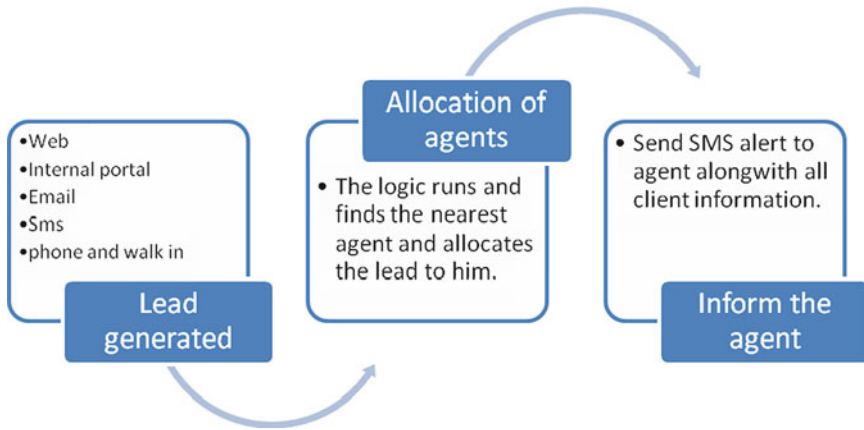 •Web
•Internal portal
•Email
•Sms
•phone and walk in
Lead
generated
Allocation of
agents
• The logic runs and
finds the nearest
agent and allocates
the lead to him.
• Send SMS alert to
agent alongwith all
client information.
Inform the
agent